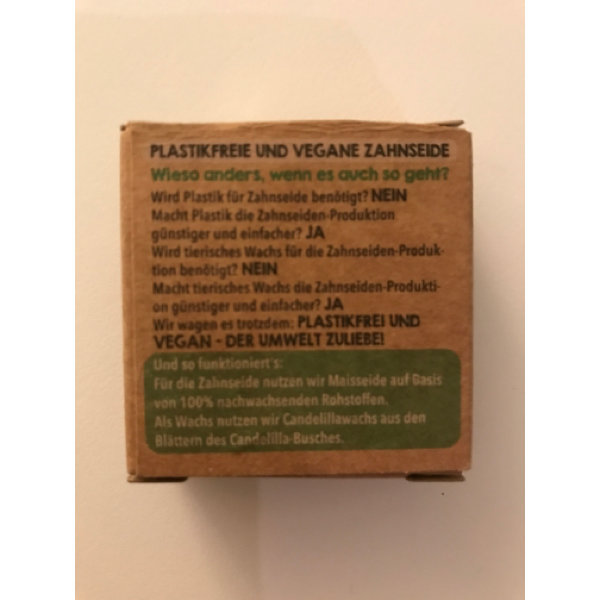 PLASTIKFREIE UND VEGANE ZAHNSEIDE
Wieso anders, wenn es auch so geht?
Wird Plastik für Zahnseide benötigt? NEIN
Macht Plastik die Zahnseiden-Produktion
günstiger und einfacher? JA
Wird tierisches Wachs für die Zahnseiden-Produk-
tion benötigt? NEIN
Macht tierisches Wachs die Zahnseiden-Produkti-
on günstiger und einfacher? JA
Wir wagen es trotzdem: PLASTIKFREI UND
VEGAN - DER UMWELT ZULIEBE!
Und so funktioniert's:
Für die Zahnseide nutzen wir Maisseide auf Basis
von 100% nachwachsenden Rohstoffen.
Als Wachs nutzen wir Candelillawachs aus den
Blättern des Candelilla-Busches.